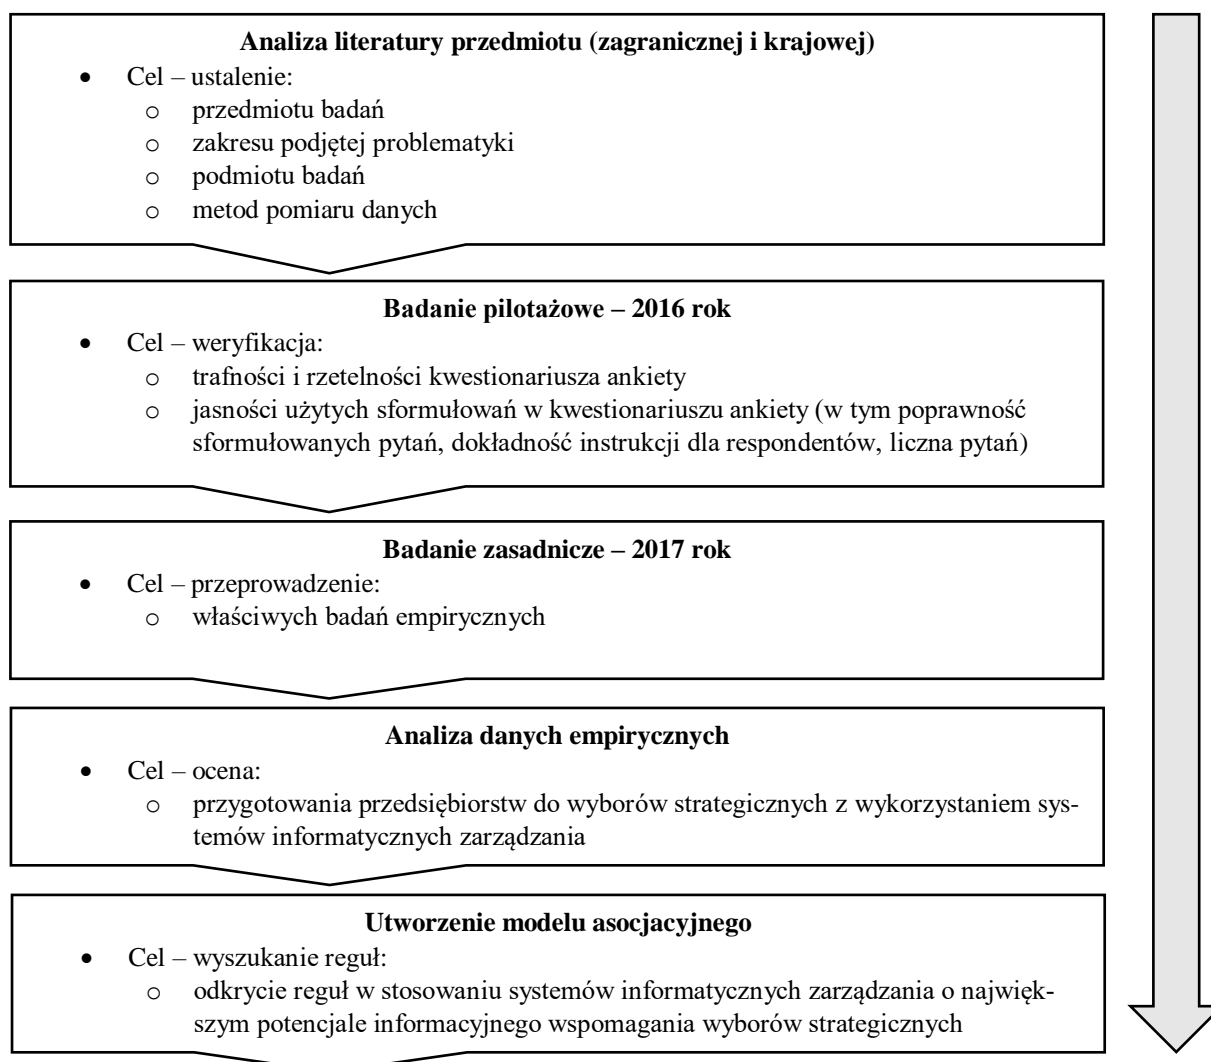 Analiza literatury przedmiotu (zagranicznej i krajowej)
• Cel – ustalenie:
o przedmiotu badań
o zakresu podjętej problematyki
o podmiotu badań
o metod pomiaru danych
Badanie pilotażowe – 2016 rok
• Cel – weryfikacja:
o trafności i rzetelności kwestionariusza ankiety
o jasności użytych sformułowań w kwestionariuszu ankiety (w tym poprawność
sformułowanych pytań, dokładność instrukcji dla respondentów, liczna pytań)
Badanie zasadnicze – 2017 rok
• Cel – przeprowadzenie:
o właściwych badań empirycznych
Analiza danych empirycznych
• Cel – ocena:
o przygotowania przedsiębiorstw do wyborów strategicznych z wykorzystaniem sys-
temów informatycznych zarządzania
Utworzenie modelu asocjacyjnego
• Cel – wyszukanie reguł:
o odkrycie reguł w stosowaniu systemów informatycznych zarządzania o najwięk-
szym potencjale informacyjnego wspomagania wyborów strategicznych